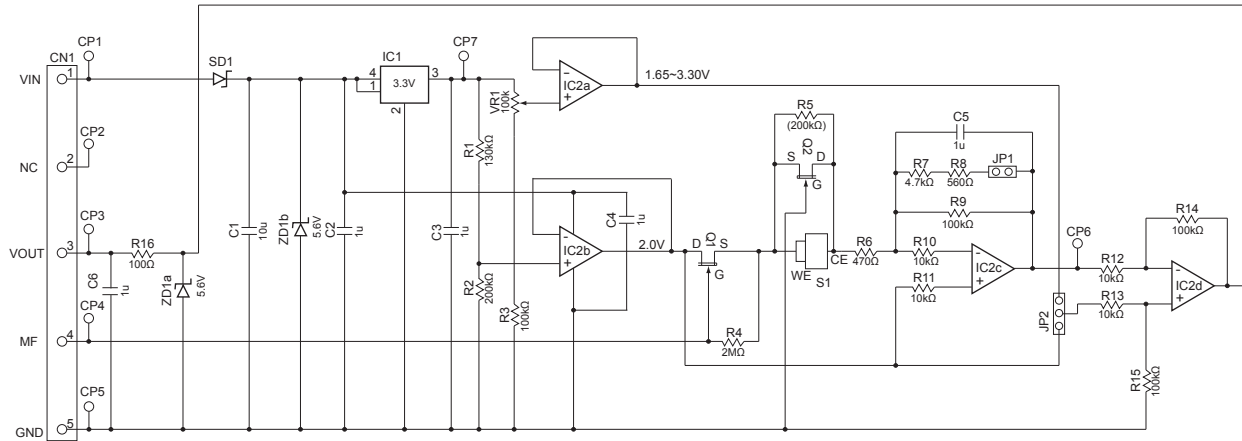 CN1
VIN
1
CP1
NC
2
CP2
VOUT
3
CP3
MF
4
CP4
GND
5
CP5
C6
1u
R16
100Ω
ZD1a
5.6V
SD1
C1
10u
ZD1b
5.6V
C2
1u
IC1
3.3V
4
1
3
2
CP7
C3
1u
R1
130kΩ
R2
200kΩ
VR1
100k
R3
100kΩ
−
+
IC2a
1.65~3.30V
C4
1u
−
+
IC2b
2.0V
D
Q1
S
G
R4
2MΩ
R5
(200kΩ)
Q2
S
D
G
WE
CE
S1
R6
470Ω
C5
1u
R7
4.7kΩ
R8
560Ω
JP1
R9
100kΩ
R10
10kΩ
R11
10kΩ
−
+
IC2c
CP6
JP2
R12
10kΩ
R13
10kΩ
R14
100kΩ
R15
100kΩ
−
+
IC2d